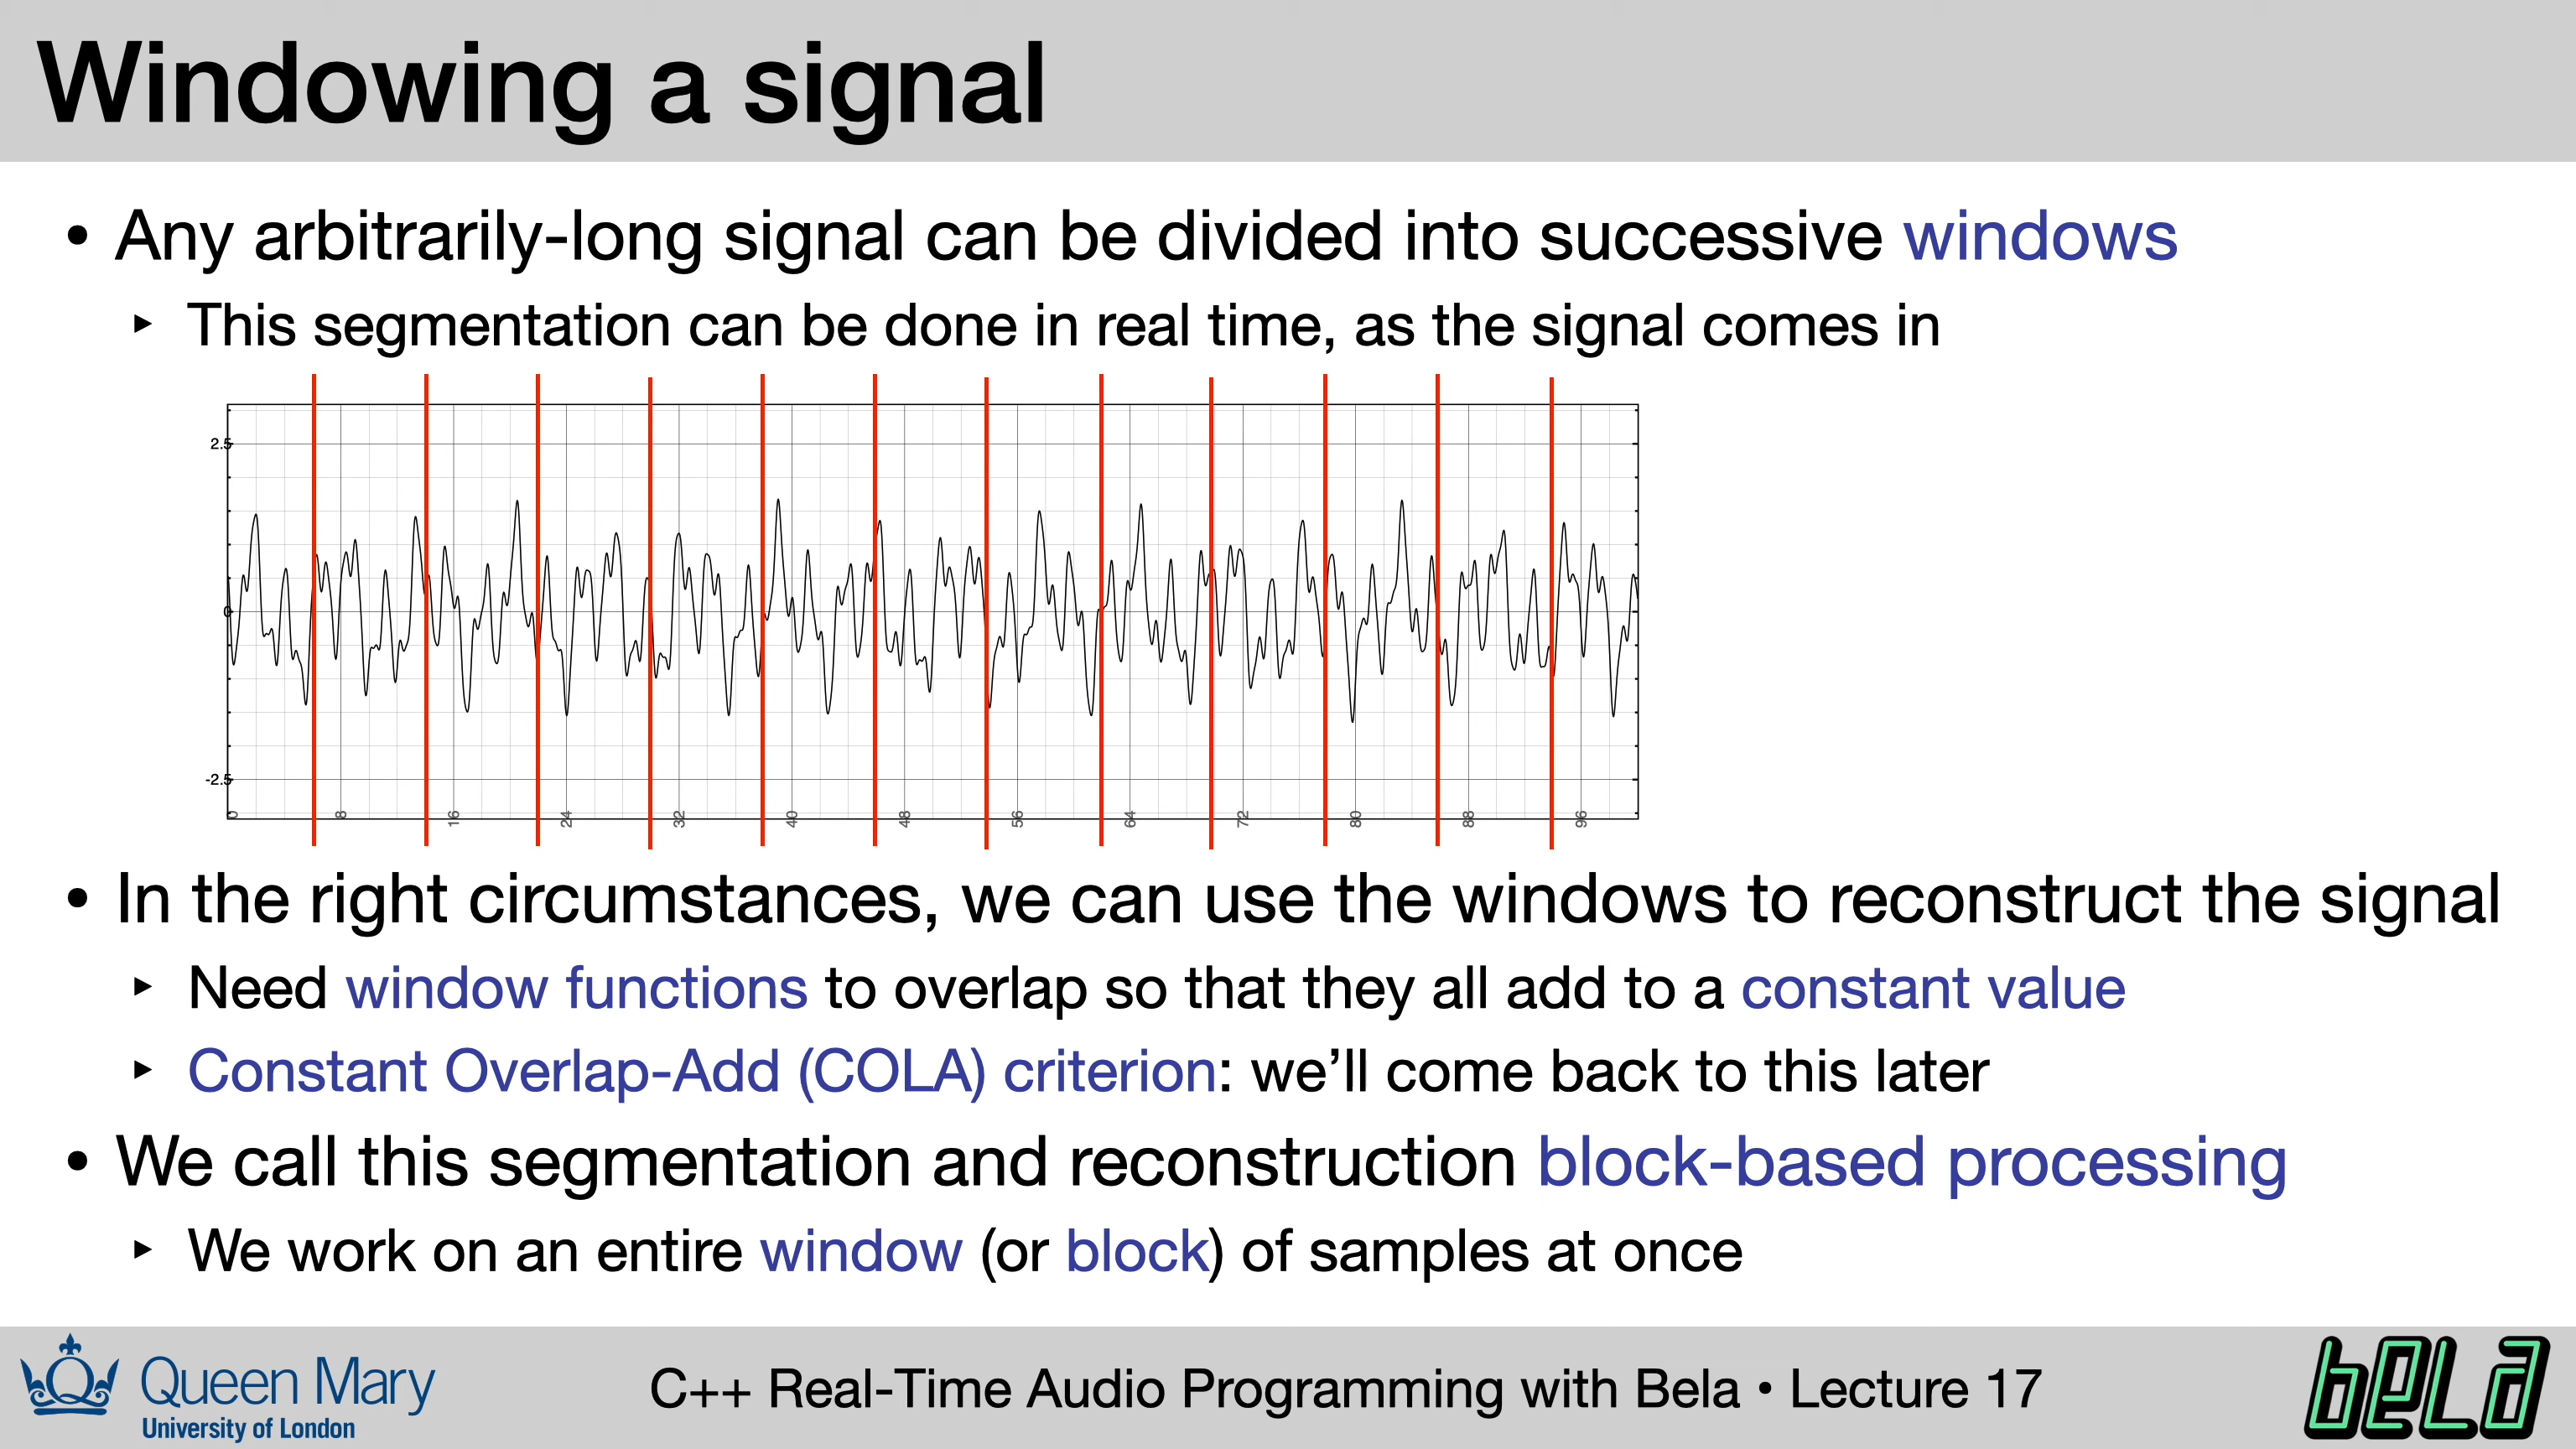 Windowing a signal
• Any arbitrarily-long signal can be divided into successive windows
‣ This segmentation can be done in real time, as the signal comes in
2.5
0
-2.5
0 8 16 24 32 40 48 56 64 72 80 88 96
• In the right circumstances, we can use the windows to reconstruct the signal
‣ Need window functions to overlap so that they all add to a constant value
‣ Constant Overlap-Add (COLA) criterion: we’ll come back to this later
• We call this segmentation and reconstruction block-based processing
‣ We work on an entire window (or block) of samples at once
Queen Mary
University of London
C++ Real-Time Audio Programming with Bela • Lecture 17
bela